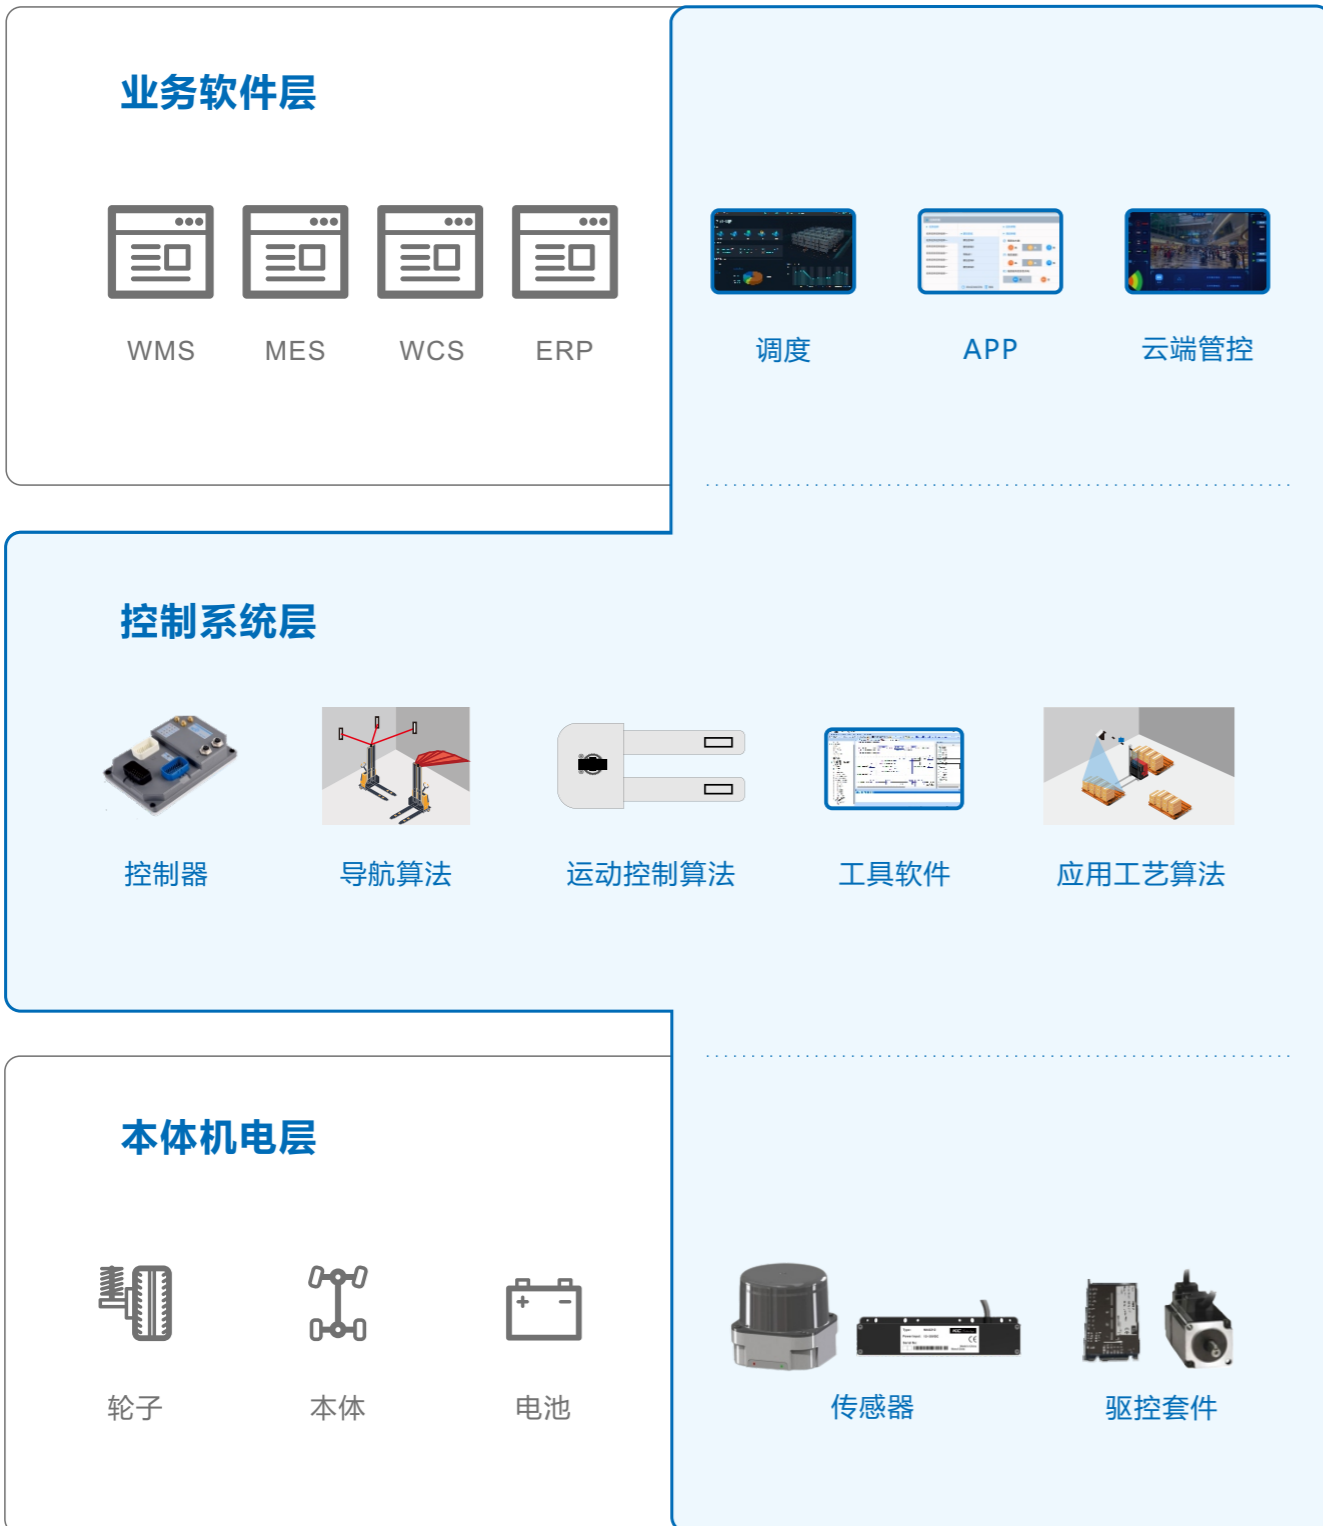 业务软件层
WMS MES WCS ERP 调度 APP 云端管控
控制系统层
控制器 导航算法 运动控制算法 工具软件 应用工艺算法
本体机电层
轮子 本体 电池 传感器 驱控套件